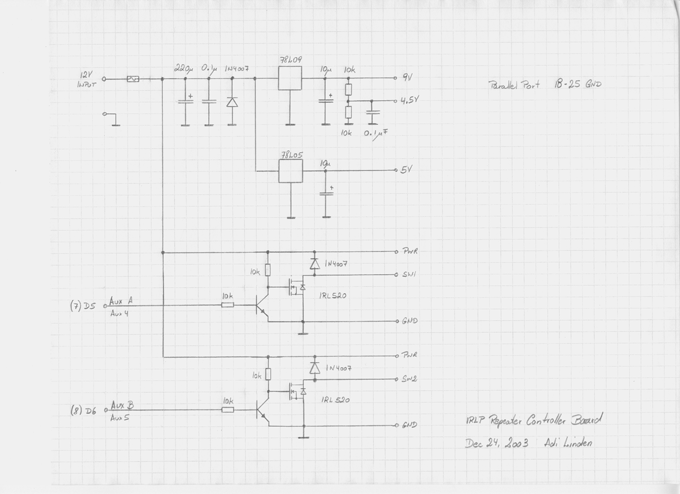 12V
INPUT
220µ
0.1µ
1N4007
78L09
10µ
10k
9V
4,5V
10k
0.1µF
Parallel Port 18-25 GND
78L05
10µ
5V
PWR
10k
1N4007
SW1
IRL520
(7) D5
Aux A
Aux 4
10k
GND
PWR
10k
1N4007
SW2
IRL520
(8) D6
Aux B
Aux 5
10k
GND
IRLP Repeater Controller Board
Dec 24, 2003 Adi Linden